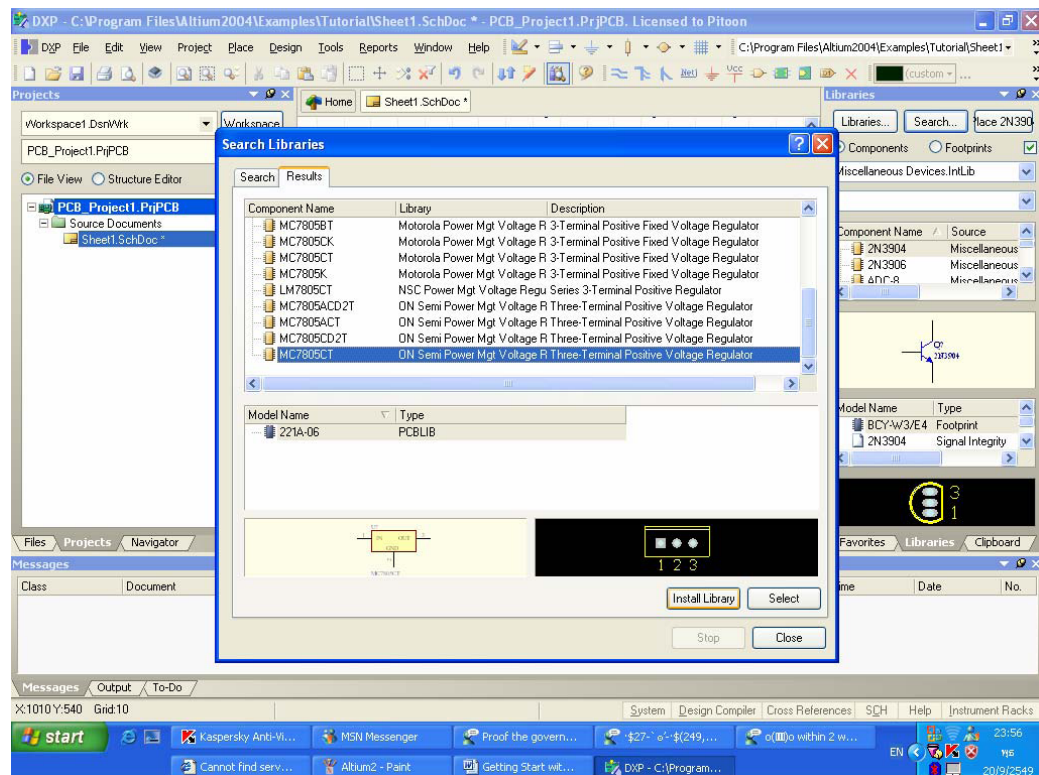 DXP - C:\Program Files\Altium2004\Examples\Tutorial\Sheet1.SchDoc * - PCB_Project1.PrjPCB. Licensed to Pitoon
DXP File Edit View Project Place Design Tools Reports Window Help C:\Program Files\Altium2004\Examples\Tutorial\Sheet1
VCC (custom ...
Projects
Home Sheet1.SchDoc *
Libraries
Workspace1.DsnWrk Workspace
Libraries... Search... Place 2N390
PCB_Project1.PrjPCB
Components Footprints
File View Structure Editor
Miscellaneous Devices.IntLib
PCB_Project1.PrjPCB
Source Documents
Sheet1.SchDoc *
Search Libraries
Search Results
Component Name Library Description
MC7805BT Motorola Power Mgt Voltage R 3-Terminal Positive Fixed Voltage Regulator
MC7805CK Motorola Power Mgt Voltage R 3-Terminal Positive Fixed Voltage Regulator
MC7805CT Motorola Power Mgt Voltage R 3-Terminal Positive Fixed Voltage Regulator
MC7805K Motorola Power Mgt Voltage R 3-Terminal Positive Fixed Voltage Regulator
LM7805CT NSC Power Mgt Voltage Regu Series 3-Terminal Positive Regulator
MC7805ACD2T ON Semi Power Mgt Voltage R Three-Terminal Positive Voltage Regulator
MC7805ACT ON Semi Power Mgt Voltage R Three-Terminal Positive Voltage Regulator
MC7805CD2T ON Semi Power Mgt Voltage R Three-Terminal Positive Voltage Regulator
MC7805CT ON Semi Power Mgt Voltage R Three-Terminal Positive Voltage Regulator
Model Name Type
221A-06 PCBLIB
1 2 3
Install Library Select
Stop Close
Component Name Source
2N3904 Miscellaneous
2N3906 Miscellaneous
ADC-8 Miscellaneous
Q?
2N3904
Model Name Type
BCY-W3/E4 Footprint
2N3904 Signal Integrity
3
1
Files Projects Navigator
Favorites Libraries Clipboard
Messages
Class Document
Time Date No.
Messages Output To-Do
X:1010 Y:540 Grid:10
System Design Compiler Cross References SCH Help Instrument Racks
start
Kaspersky Anti-Vi... MSN Messenger Proof the govern... within 2 w...
Cannot find serv... Altium2 - Paint Getting Start wit... DXP - C:\Program...
EN 23:56
พุธ
20/9/2549